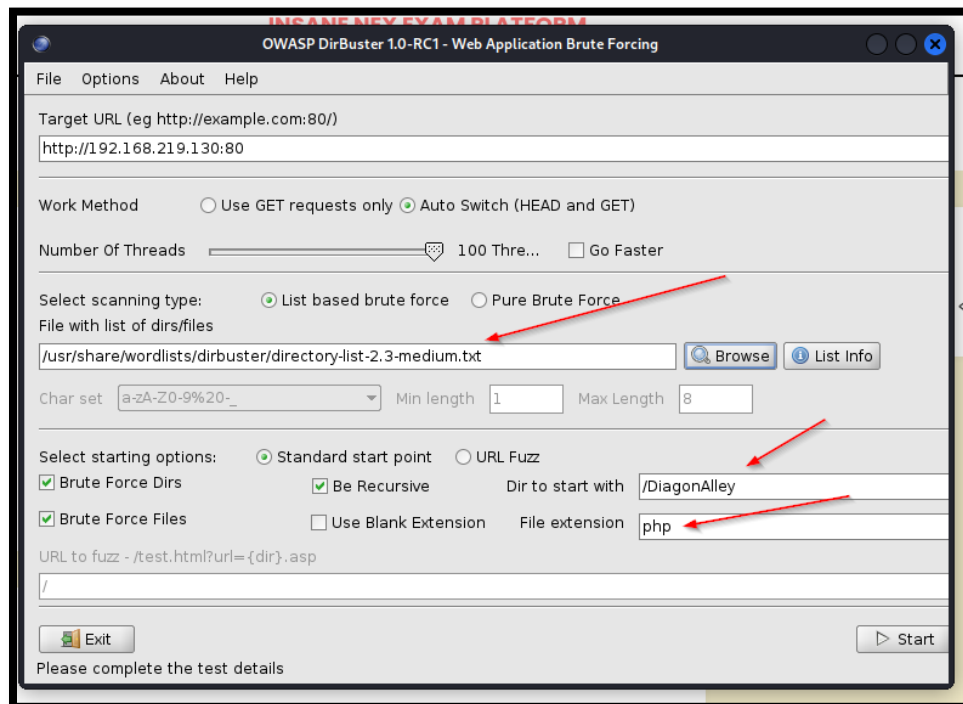 INSANE NEX EXAM PLATFORM
OWASP DirBuster 1.0-RC1 - Web Application Brute Forcing
File Options About Help
Target URL (eg http://example.com:80/)
http://192.168.219.130:80
Work Method Use GET requests only Auto Switch (HEAD and GET)
Number Of Threads 100 Thre... Go Faster
Select scanning type: List based brute force Pure Brute Force
File with list of dirs/files
/usr/share/wordlists/dirbuster/directory-list-2.3-medium.txt Browse List Info
Char set a-zA-Z0-9%20-_ Min length 1 Max Length 8
Select starting options: Standard start point URL Fuzz
Brute Force Dirs Be Recursive Dir to start with /DiagonAlley
Brute Force Files Use Blank Extension File extension php
URL to fuzz - /test.html?url={dir}.asp
/
Exit Start
Please complete the test details